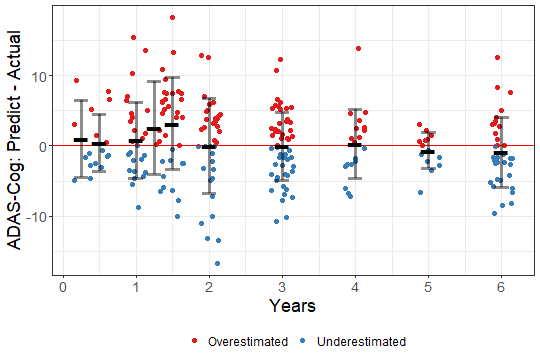 ADAS-Cog: Predict - Actual
10
0
-10
0 1 2 3 4 5 6
Years
Overestimated Underestimated